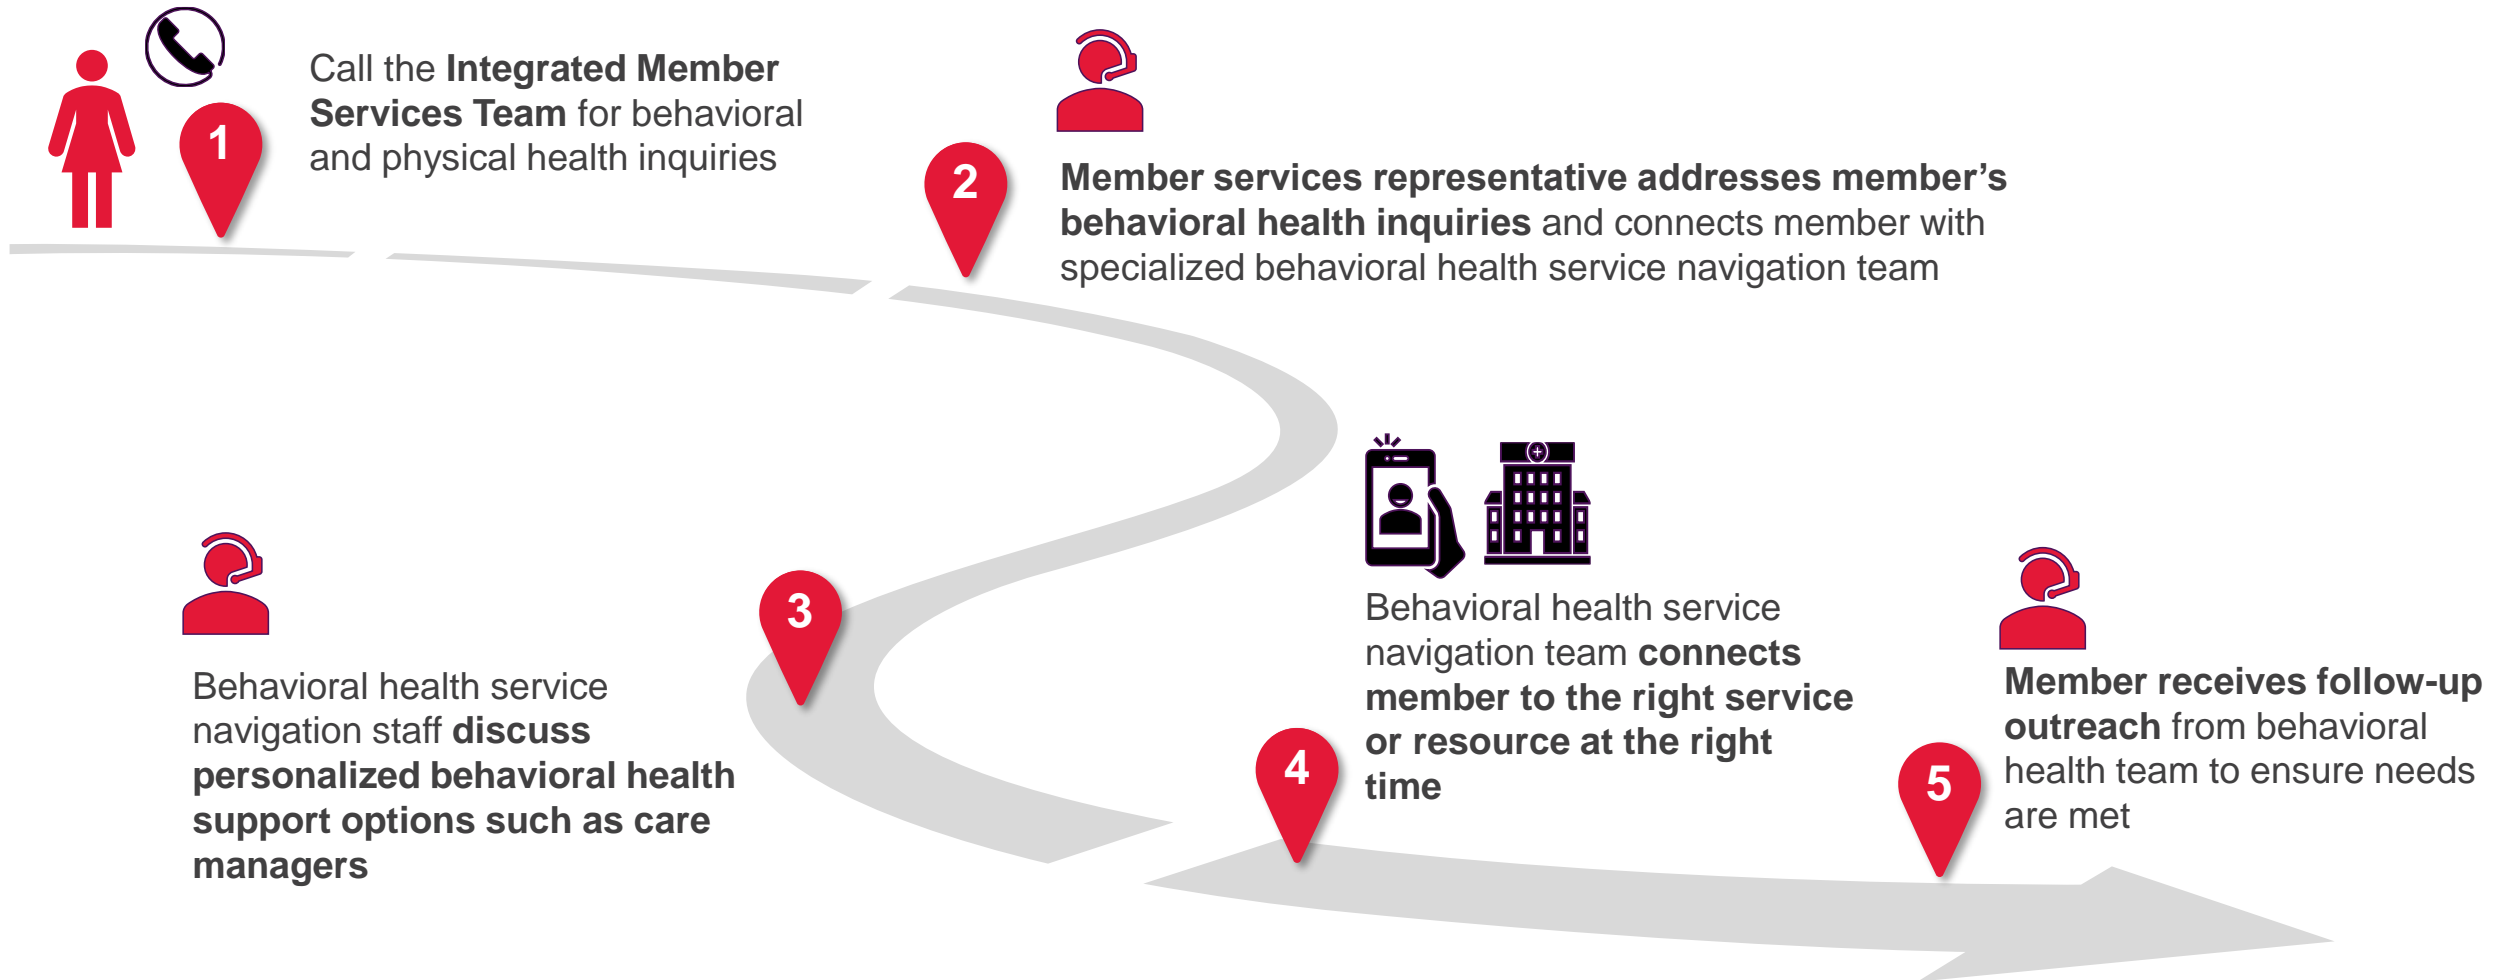 1
Call the Integrated Member
Services Team for behavioral
and physical health inquiries
2
Member services representative addresses member’s
behavioral health inquiries and connects member with
specialized behavioral health service navigation team
3
Behavioral health service
navigation staff discuss
personalized behavioral health
support options such as care
managers
4
Behavioral health service
navigation team connects
member to the right service
or resource at the right
time
5
Member receives follow-up
outreach from behavioral
health team to ensure needs
are met